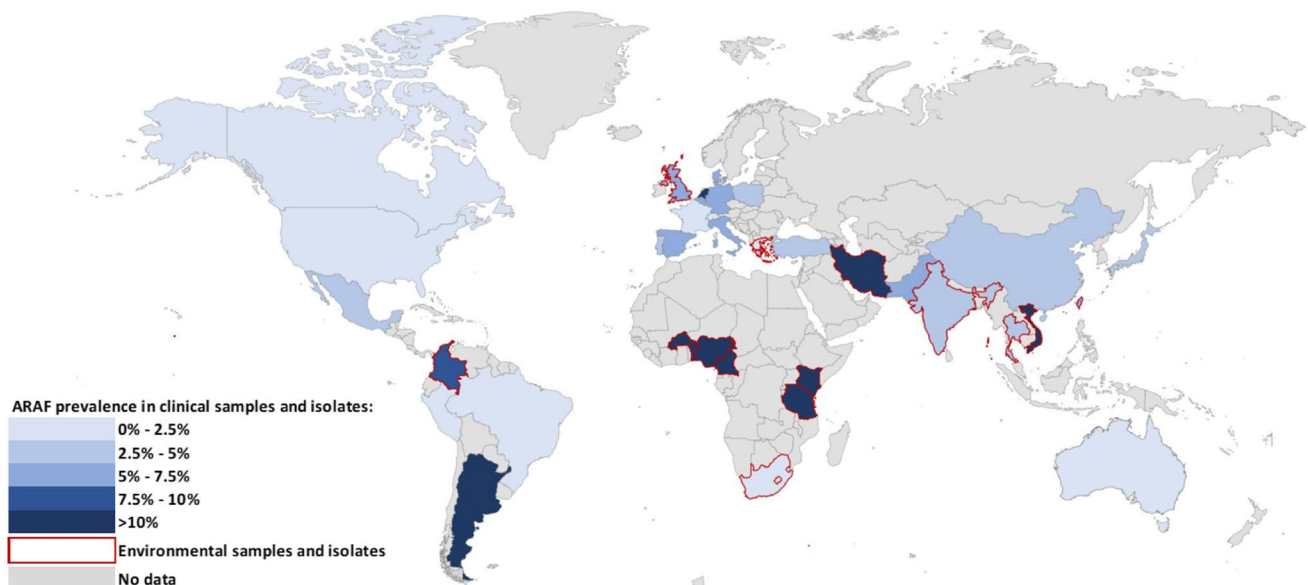 ARAF prevalence in clinical samples and isolates:
0% - 2.5%
2.5% - 5%
5% - 7.5%
7.5% - 10%
>10%
Environmental samples and isolates
No data